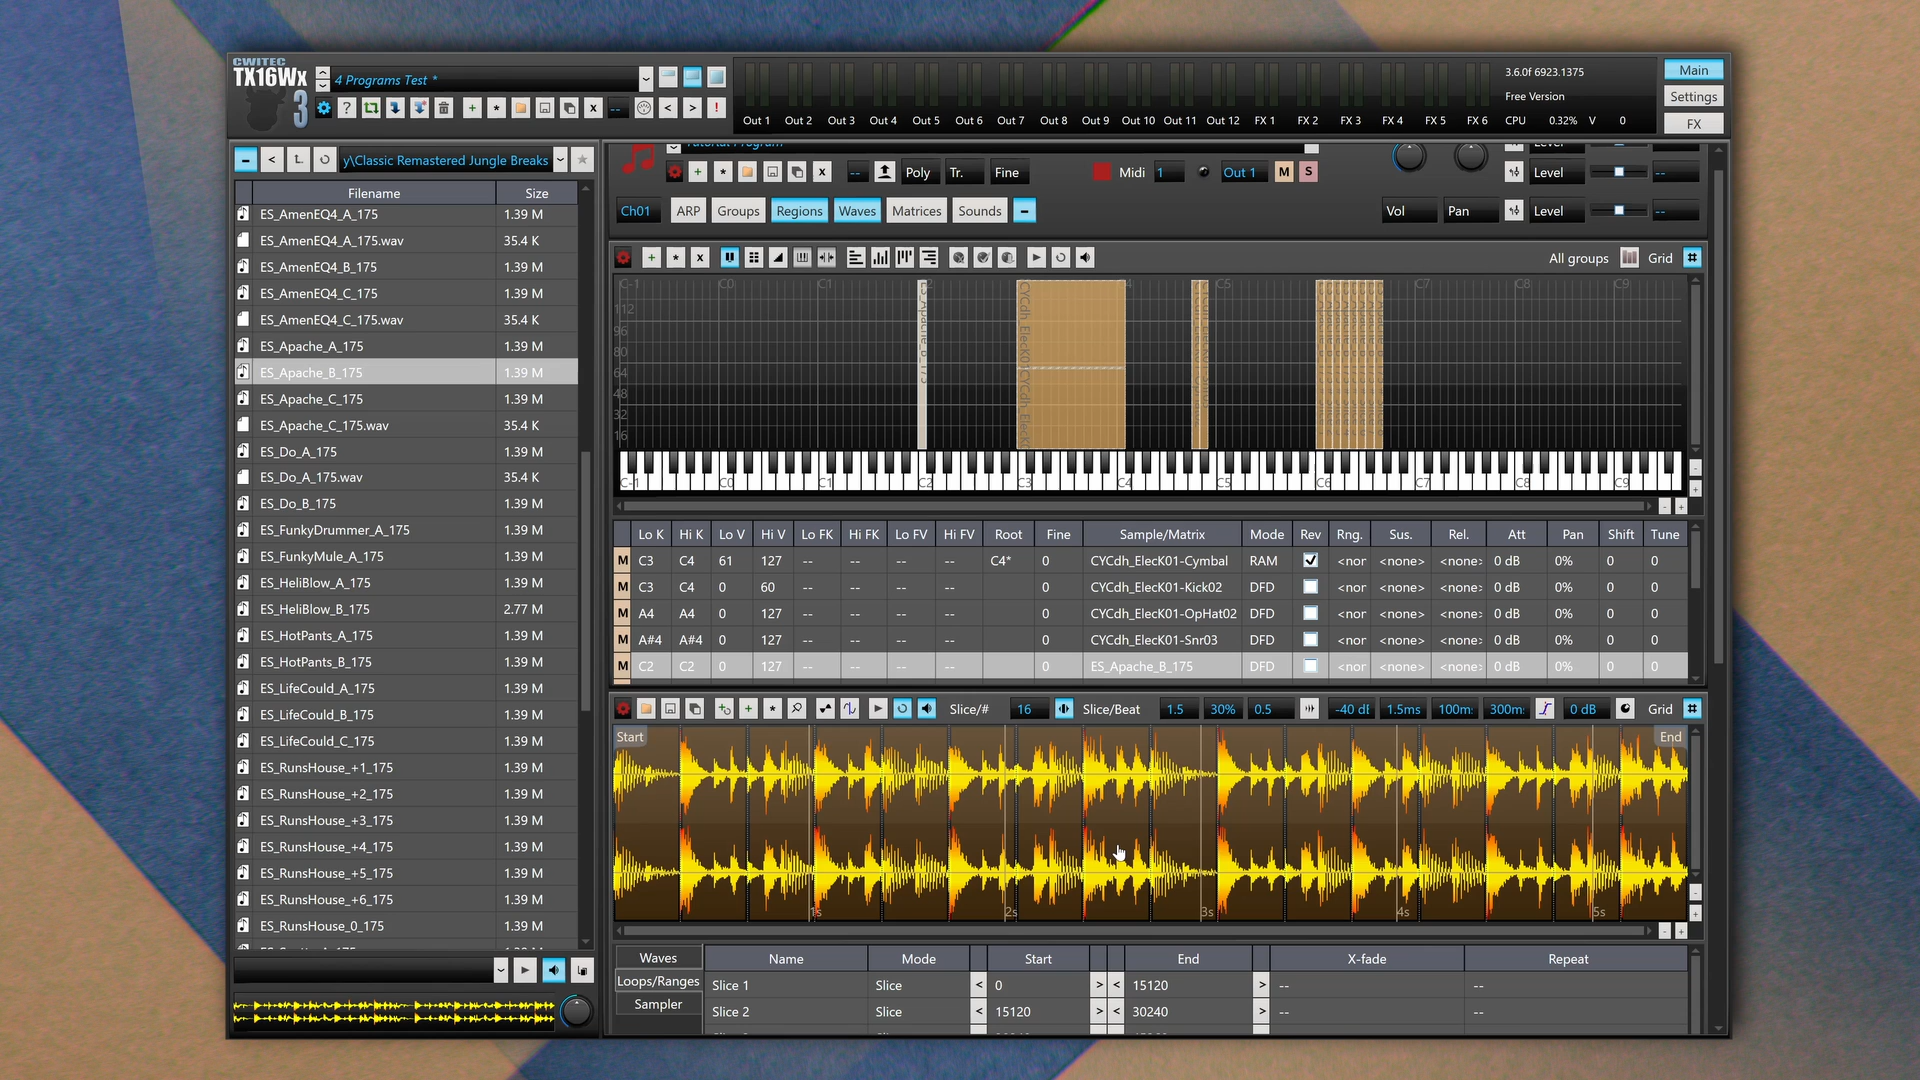 CWITEC
TX16Wx
3
4 Programs Test *
3.6.0f 6923.1375
Free Version
CPU 0.32% V 0
Out 1 Out 2 Out 3 Out 4 Out 5 Out 6 Out 7 Out 8 Out 9 Out 10 Out 11 Out 12 FX 1 FX 2 FX 3 FX 4 FX 5 FX 6
Main
Settings
FX
y\Classic Remastered Jungle Breaks
Filename Size
ES_AmenEQ4_A_175 1.39 M
ES_AmenEQ4_A_175.wav 35.4 K
ES_AmenEQ4_B_175 1.39 M
ES_AmenEQ4_C_175 1.39 M
ES_AmenEQ4_C_175.wav 35.4 K
ES_Apache_A_175 1.39 M
ES_Apache_B_175 1.39 M
ES_Apache_C_175 1.39 M
ES_Apache_C_175.wav 35.4 K
ES_Do_A_175 1.39 M
ES_Do_A_175.wav 35.4 K
ES_Do_B_175 1.39 M
ES_FunkyDrummer_A_175 1.39 M
ES_FunkyMule_A_175 1.39 M
ES_HeliBlow_A_175 1.39 M
ES_HeliBlow_B_175 2.77 M
ES_HotPants_A_175 1.39 M
ES_HotPants_B_175 1.39 M
ES_LifeCould_A_175 1.39 M
ES_LifeCould_B_175 1.39 M
ES_LifeCould_C_175 1.39 M
ES_RunsHouse_+1_175 1.39 M
ES_RunsHouse_+2_175 1.39 M
ES_RunsHouse_+3_175 1.39 M
ES_RunsHouse_+4_175 1.39 M
ES_RunsHouse_+5_175 1.39 M
ES_RunsHouse_+6_175 1.39 M
ES_RunsHouse_0_175 1.39 M
-- Poly Tr. Fine Midi 1 Out 1 M S Level --
Ch01 ARP Groups Regions Waves Matrices Sounds Vol Pan Level --
All groups Grid
C-1 C0 C1 C5 C7 C8 C9
112
96
80
64
48
32
16
C-1 C0 C1 C2 C3 C4 C5 C6 C7 C8 C9
Lo K Hi K Lo V Hi V Lo FK Hi FK Lo FV Hi FV Root Fine Sample/Matrix Mode Rev Rng. Sus. Rel. Att Pan Shift Tune
M C3 C4 61 127 -- -- -- -- C4* 0 CYCdh_ElecK01-Cymbal RAM <nor <none> <none> 0 dB 0% 0 0
M C3 C4 0 60 -- -- -- -- 0 CYCdh_ElecK01-Kick02 DFD <nor <none> <none> 0 dB 0% 0 0
M A4 A4 0 127 -- -- -- -- 0 CYCdh_ElecK01-OpHat02 DFD <nor <none> <none> 0 dB 0% 0 0
M A#4 A#4 0 127 -- -- -- -- 0 CYCdh_ElecK01-Snr03 DFD <nor <none> <none> 0 dB 0% 0 0
M C2 C2 0 127 -- -- -- -- 0 ES_Apache_B_175 DFD <nor <none> <none> 0 dB 0% 0 0
Slice/# 16 Slice/Beat 1.5 30% 0.5 -40 dE 1.5ms 100m: 300m: 0 dB Grid
Start End
1s 2s 3s 4s 5s
Waves
Loops/Ranges
Sampler
Name Mode Start End X-fade Repeat
Slice 1 Slice < 0 > < 15120 > -- --
Slice 2 Slice < 15120 > < 30240 > -- --